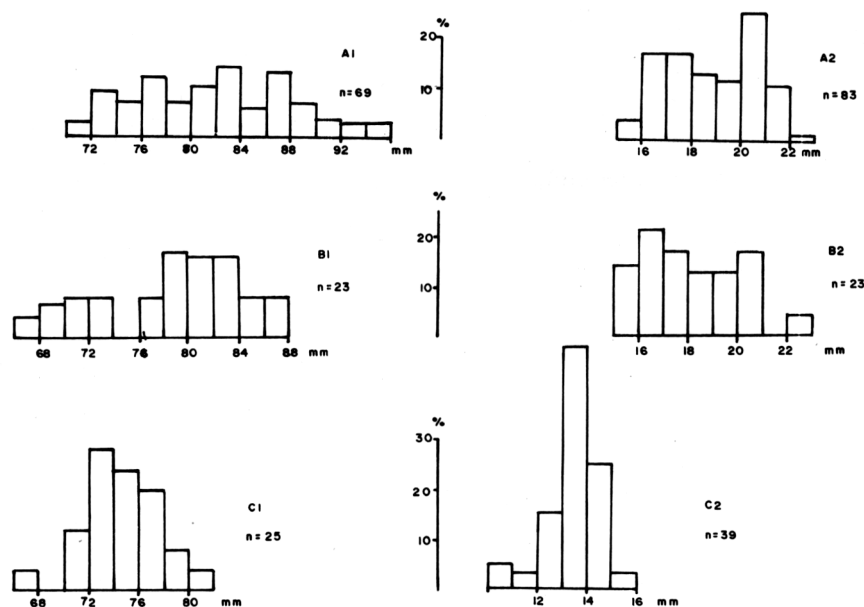 %
20
10
A1
n=69
72 76 80 84 88 92 mm
A2
n=83
16 18 20 22 mm
%
20
10
B1
n=23
68 72 76 80 84 88 mm
B2
n=23
16 18 20 22 mm
%
30
20
10
C1
n=25
68 72 76 80 mm
C2
n=39
12 14 16 mm